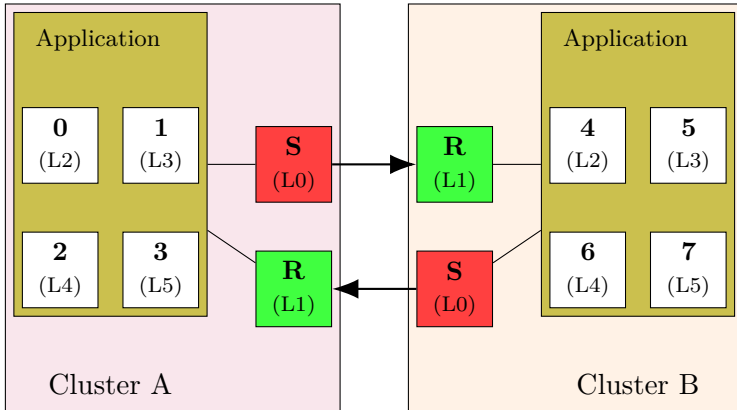 Application
0
(L2)
1
(L3)
2
(L4)
3
(L5)
S
(L0)
R
(L1)
Cluster A
R
(L1)
S
(L0)
Application
4
(L2)
5
(L3)
6
(L4)
7
(L5)
Cluster B